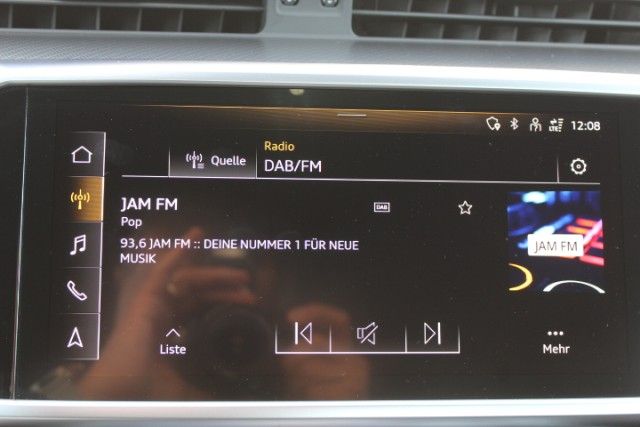 12:08
LTE
Quelle
Radio
DAB/FM
JAM FM
DAB
Pop
93,6 JAM FM :: DEINE NUMMER 1 FÜR NEUE
MUSIK
JAM FM
Liste
Mehr